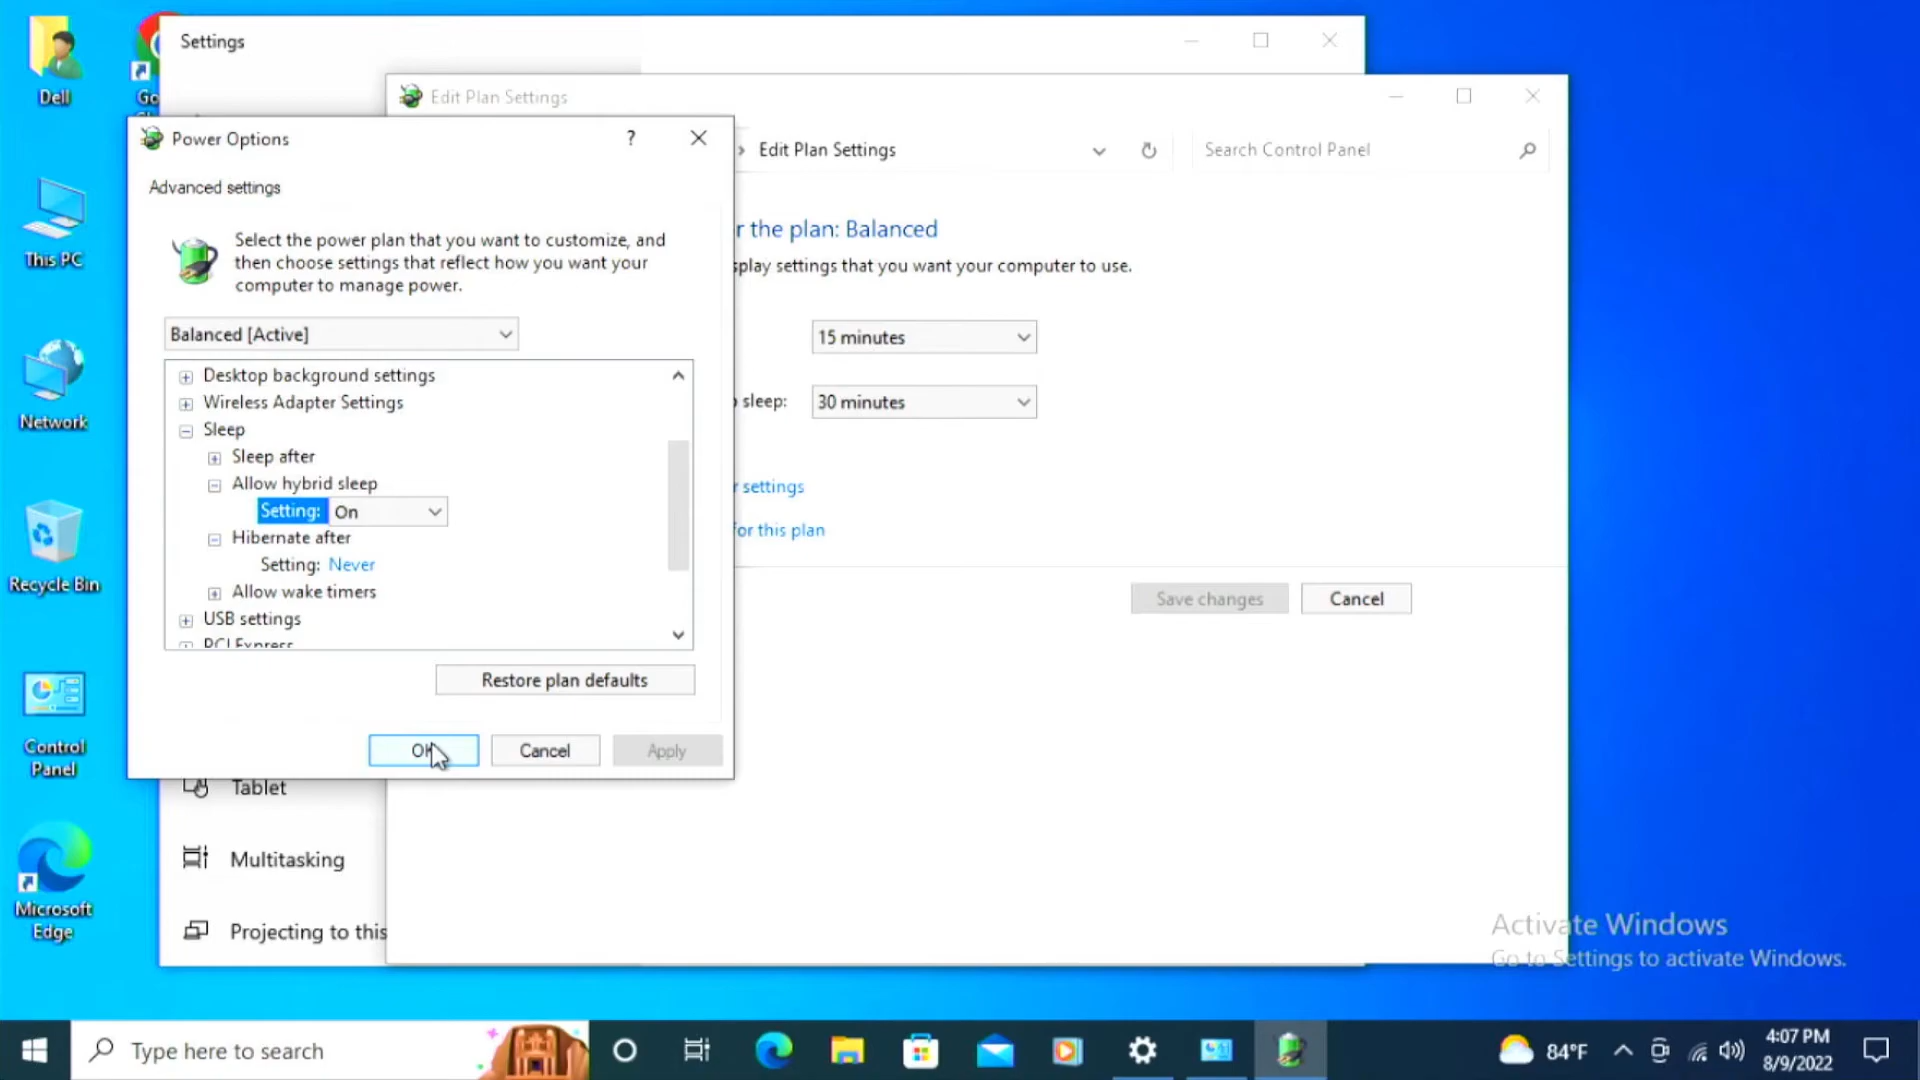 Dell
Go
This PC
Network
Recycle Bin
Control
Panel
Microsoft
Edge
Settings
Edit Plan Settings
Power Options
?
Advanced settings
Select the power plan that you want to customize, and
then choose settings that reflect how you want your
computer to manage power.
Balanced [Active]
Desktop background settings
Wireless Adapter Settings
Sleep
Sleep after
Allow hybrid sleep
Setting: On
Hibernate after
Setting: Never
Allow wake timers
USB settings
PCI Express
Restore plan defaults
OK
Cancel
Apply
Edit Plan Settings
Search Control Panel
r the plan: Balanced
splay settings that you want your computer to use.
15 minutes
sleep: 30 minutes
r settings
for this plan
Save changes
Cancel
Tablet
Multitasking
Projecting to this
Activate Windows
Go to Settings to activate Windows.
Type here to search
84°F
4:07 PM
8/9/2022